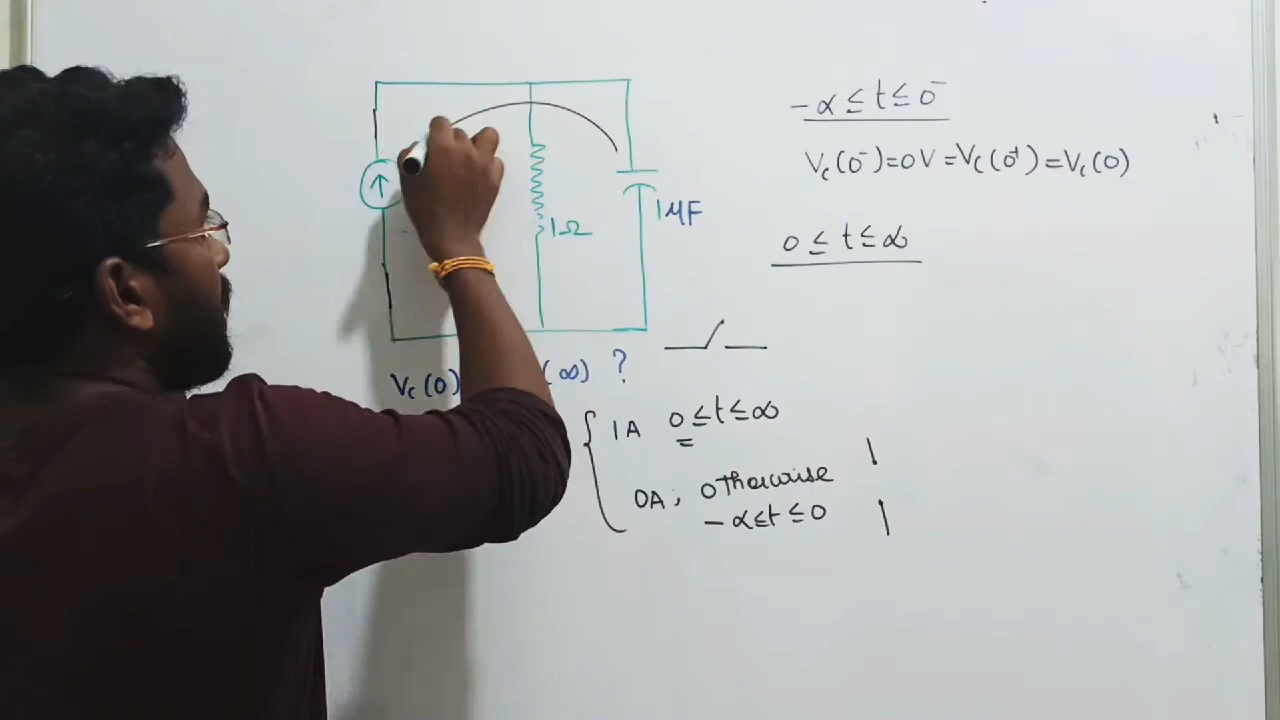 -α ≤ t ≤ 0⁻
Vc(0⁻)=0V=Vc(0⁺)=Vc(0)
0 ≤ t ≤ ∞
1Ω
1μF
Vc(0) (∞) ?
1A 0≤t≤∞
0A; otherwise
-α≤t≤0